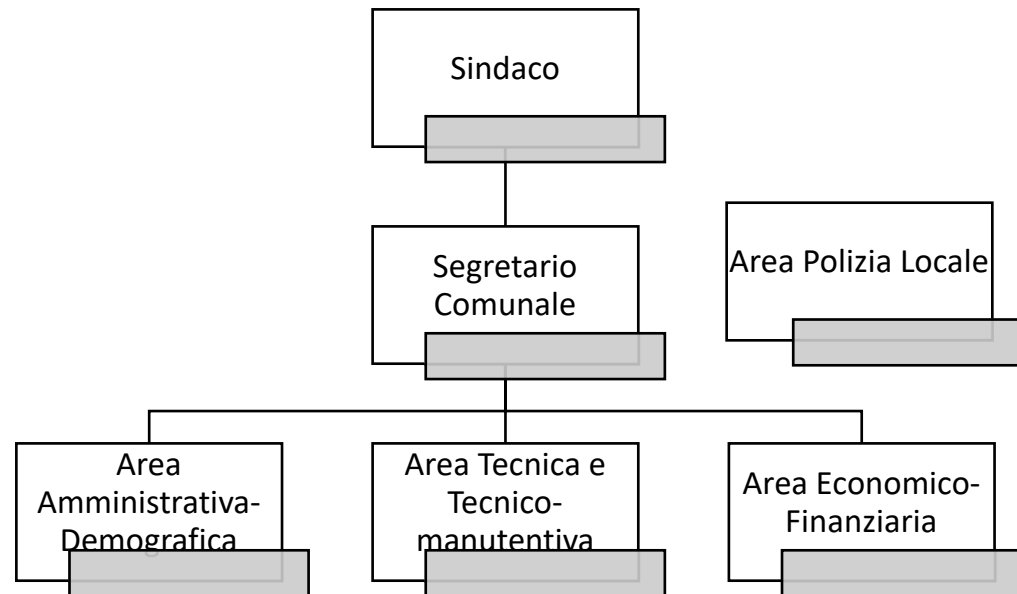 Sindaco
Segretario
Comunale
Area Polizia Locale
Area
Amministrativa-
Demografica
Area Tecnica e
Tecnico-
manutentiva
Area Economico-
Finanziaria